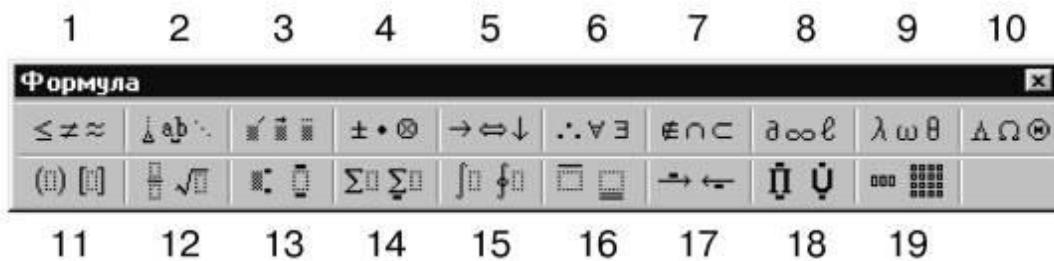 1 2 3 4 5 6 7 8 9 10
Формула
≤ ≠ ≈ ab ± • ⊗ → ⇔ ↓ ∴ ∀ ∃ ∉ ∩ ⊂ ∂ ∞ ℓ λ ω θ Λ Ω Θ
() [] √ Σ Σ ∫ ∮ → ← Π Ụ
11 12 13 14 15 16 17 18 19